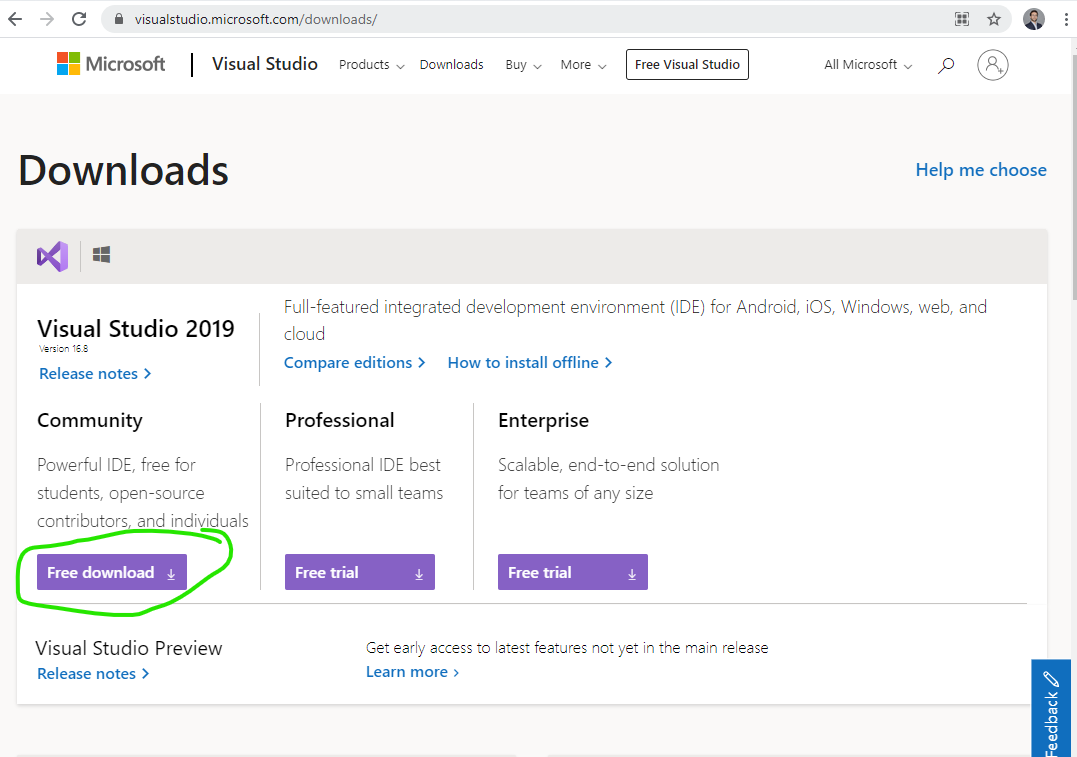 visualstudio.microsoft.com/downloads/
Microsoft | Visual Studio Products Downloads Buy More Free Visual Studio All Microsoft
Downloads
Help me choose
Visual Studio 2019
Version 16.8
Release notes
Full-featured integrated development environment (IDE) for Android, iOS, Windows, web, and
cloud
Compare editions
How to install offline
Community
Powerful IDE, free for
students, open-source
contributors, and individuals
Free download
Professional
Professional IDE best
suited to small teams
Free trial
Enterprise
Scalable, end-to-end solution
for teams of any size
Free trial
Visual Studio Preview
Release notes
Get early access to latest features not yet in the main release
Learn more
Feedback